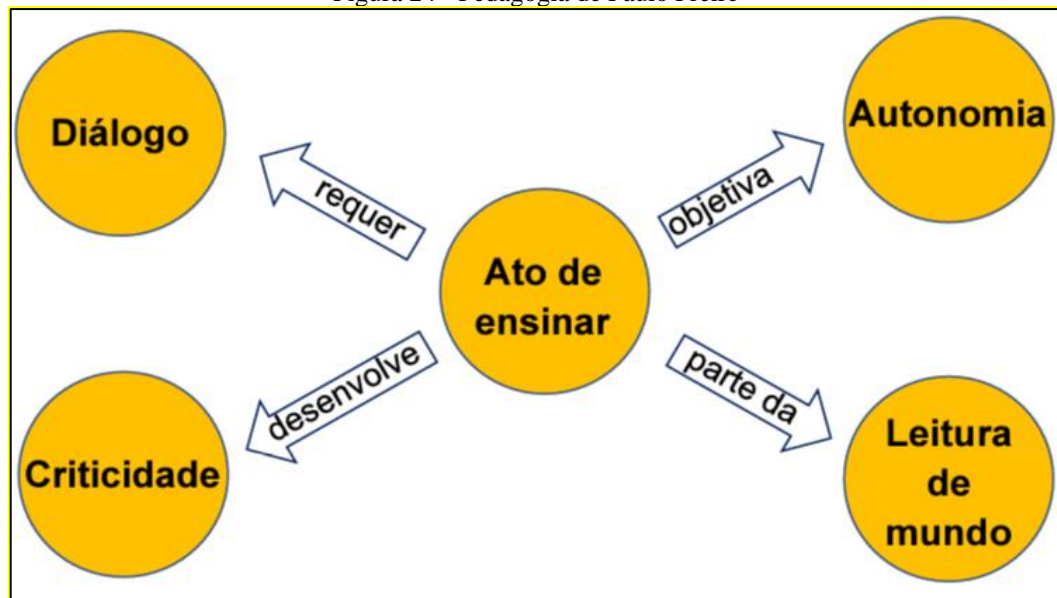 Diálogo
Autonomia
requer
objetiva
Ato de
ensinar
desenvolve
parte da
Criticidade
Leitura
de
mundo